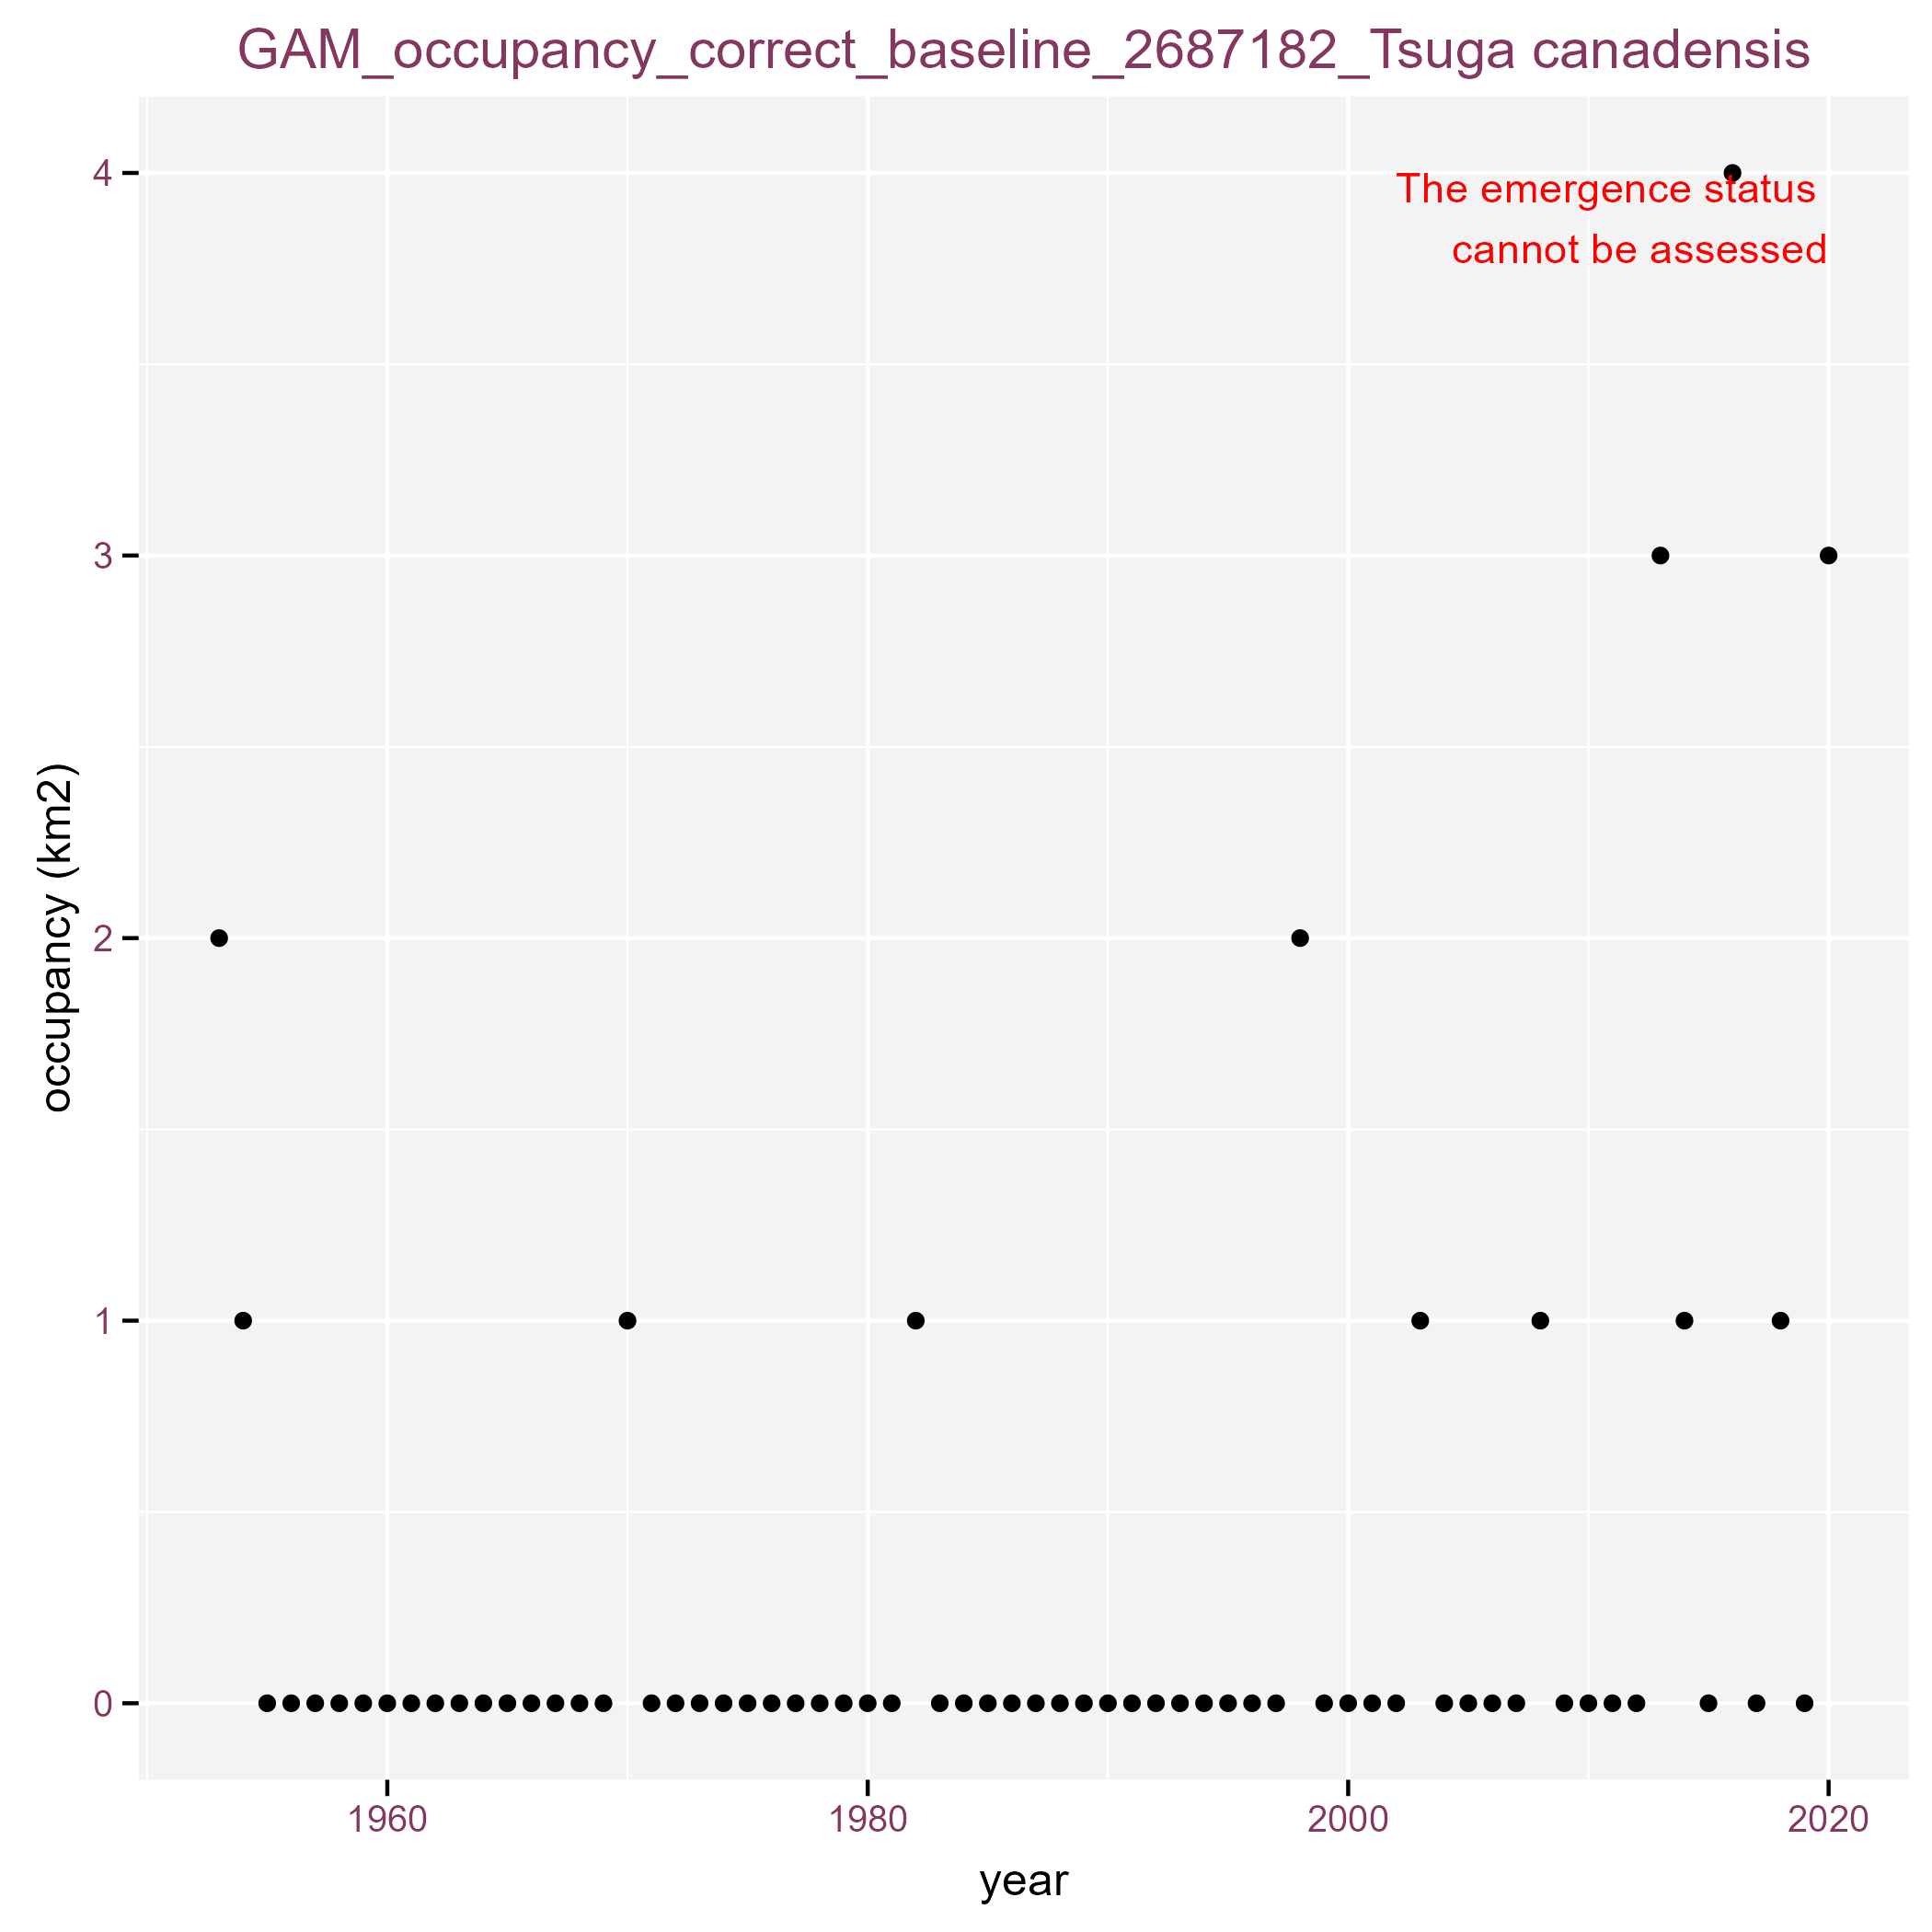 GAM_occupancy_correct_baseline_2687182_Tsuga canadensis
4
The emergence status
cannot be assessed
3
2
1
0
occupancy (km2)
1960 1980 2000 2020
year